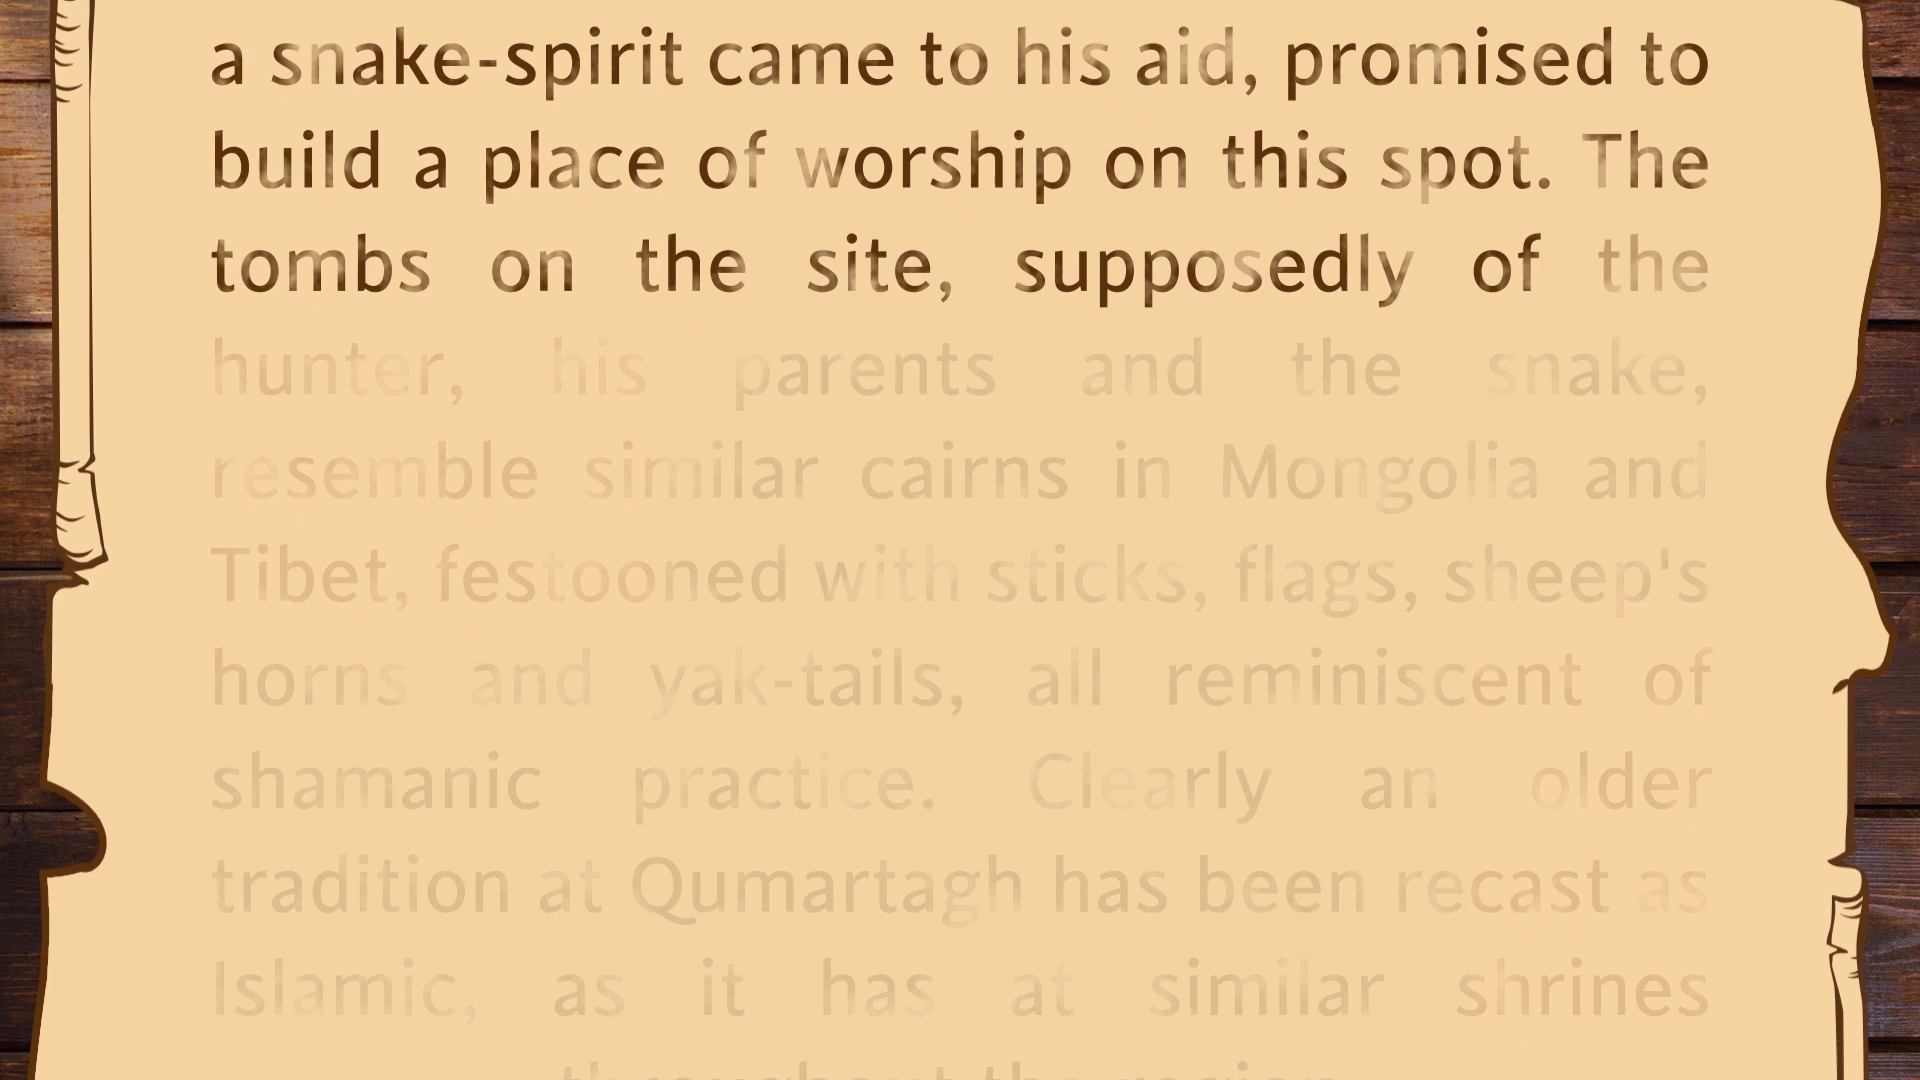 a snake-spirit came to his aid, promised to
build a place of worship on this spot. The
tombs on the site, supposedly of the
hunter, his parents and the snake,
resemble similar cairns in Mongolia and
Tibet, festooned with sticks, flags, sheep's
horns and yak-tails, all reminiscent of
shamanic practice. Clearly an older
tradition at Qumartagh has been recast as
Islamic, as it has at similar shrines
throughout the region.